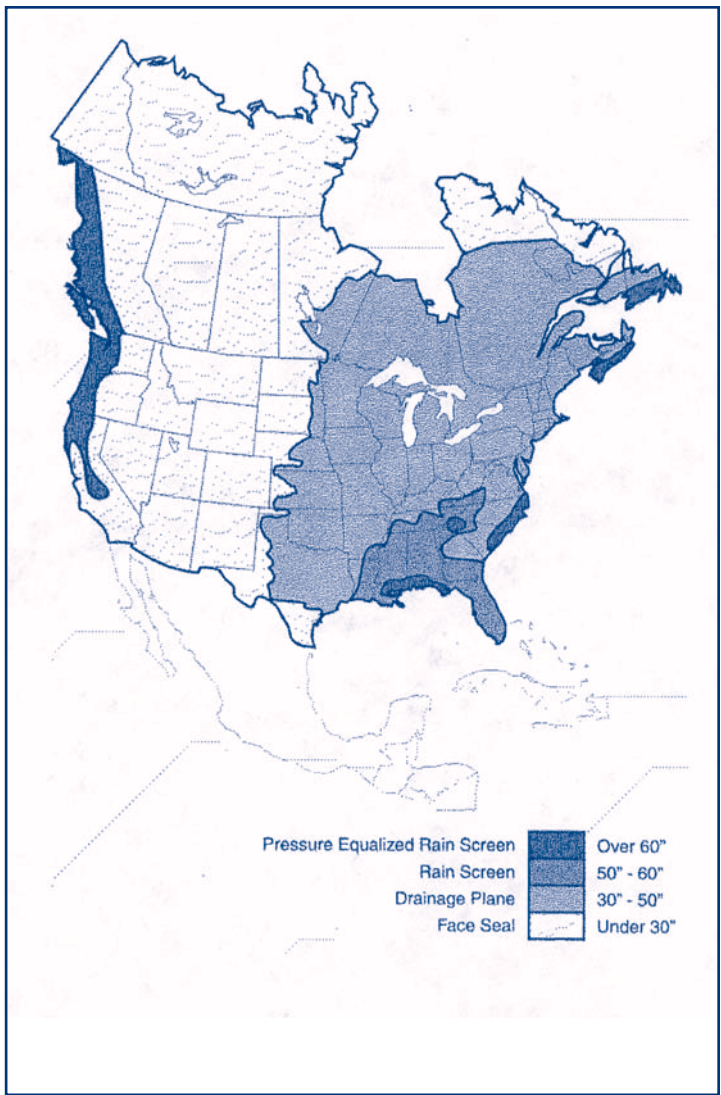 Pressure Equalized Rain Screen Over 60"
Rain Screen 50" - 60"
Drainage Plane 30" - 50"
Face Seal Under 30"